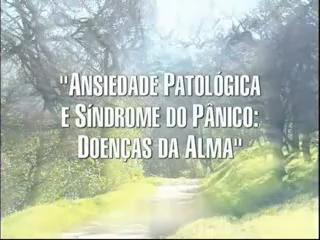 "ANSIEDADE PATOLÓGICA
E SÍNDROME DO PÂNICO:
DOENÇAS DA ALMA"